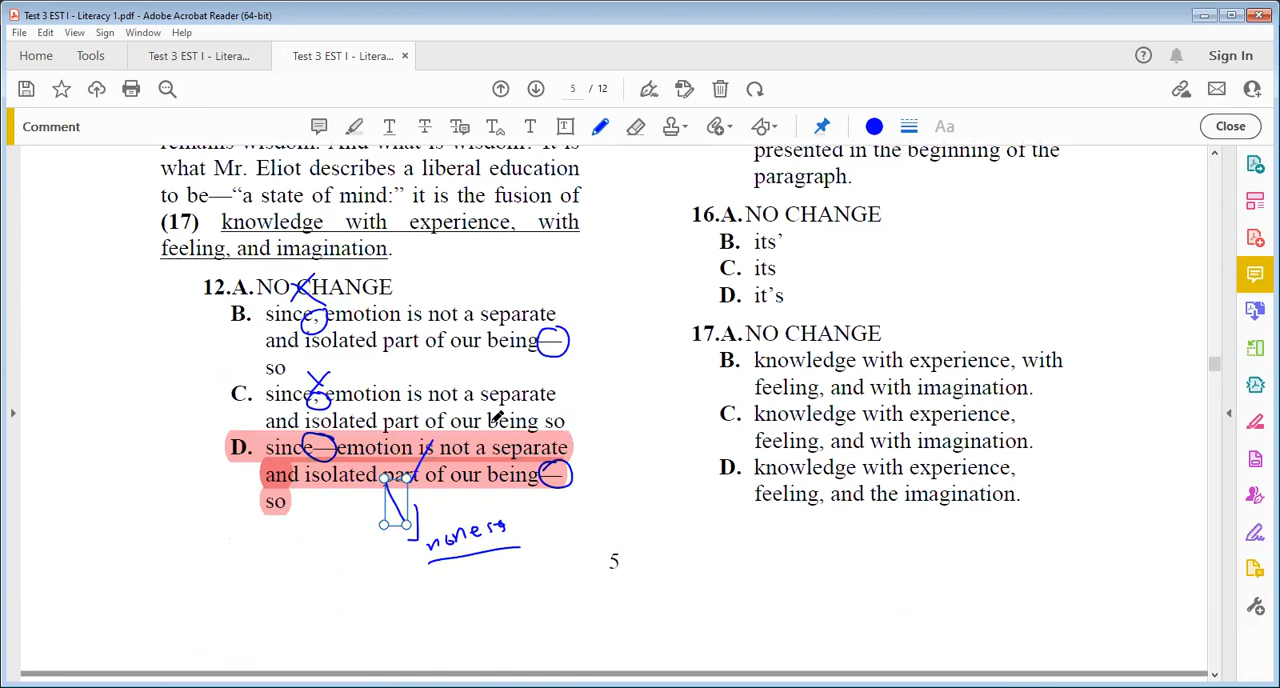 Test 3 EST I - Literacy 1.pdf - Adobe Acrobat Reader (64-bit)
File Edit View Sign Window Help
Home Tools Test 3 EST I - Litera... Test 3 EST I - Litera... × Sign In
5 / 12
Comment Aa Close
remains wisdom. And what is wisdom? It is
what Mr. Eliot describes a liberal education
to be—“a state of mind:” it is the fusion of
(17) knowledge with experience, with
feeling, and imagination.
12.A. NO CHANGE
B. since, emotion is not a separate
and isolated part of our being—
so
C. since, emotion is not a separate
and isolated part of our being so
D. since—emotion is not a separate
and isolated part of our being—
so
presented in the beginning of the
paragraph.
16.A. NO CHANGE
B. its’
C. its
D. it’s
17.A. NO CHANGE
B. knowledge with experience, with
feeling, and with imagination.
C. knowledge with experience,
feeling, and with imagination.
D. knowledge with experience,
feeling, and the imagination.
5